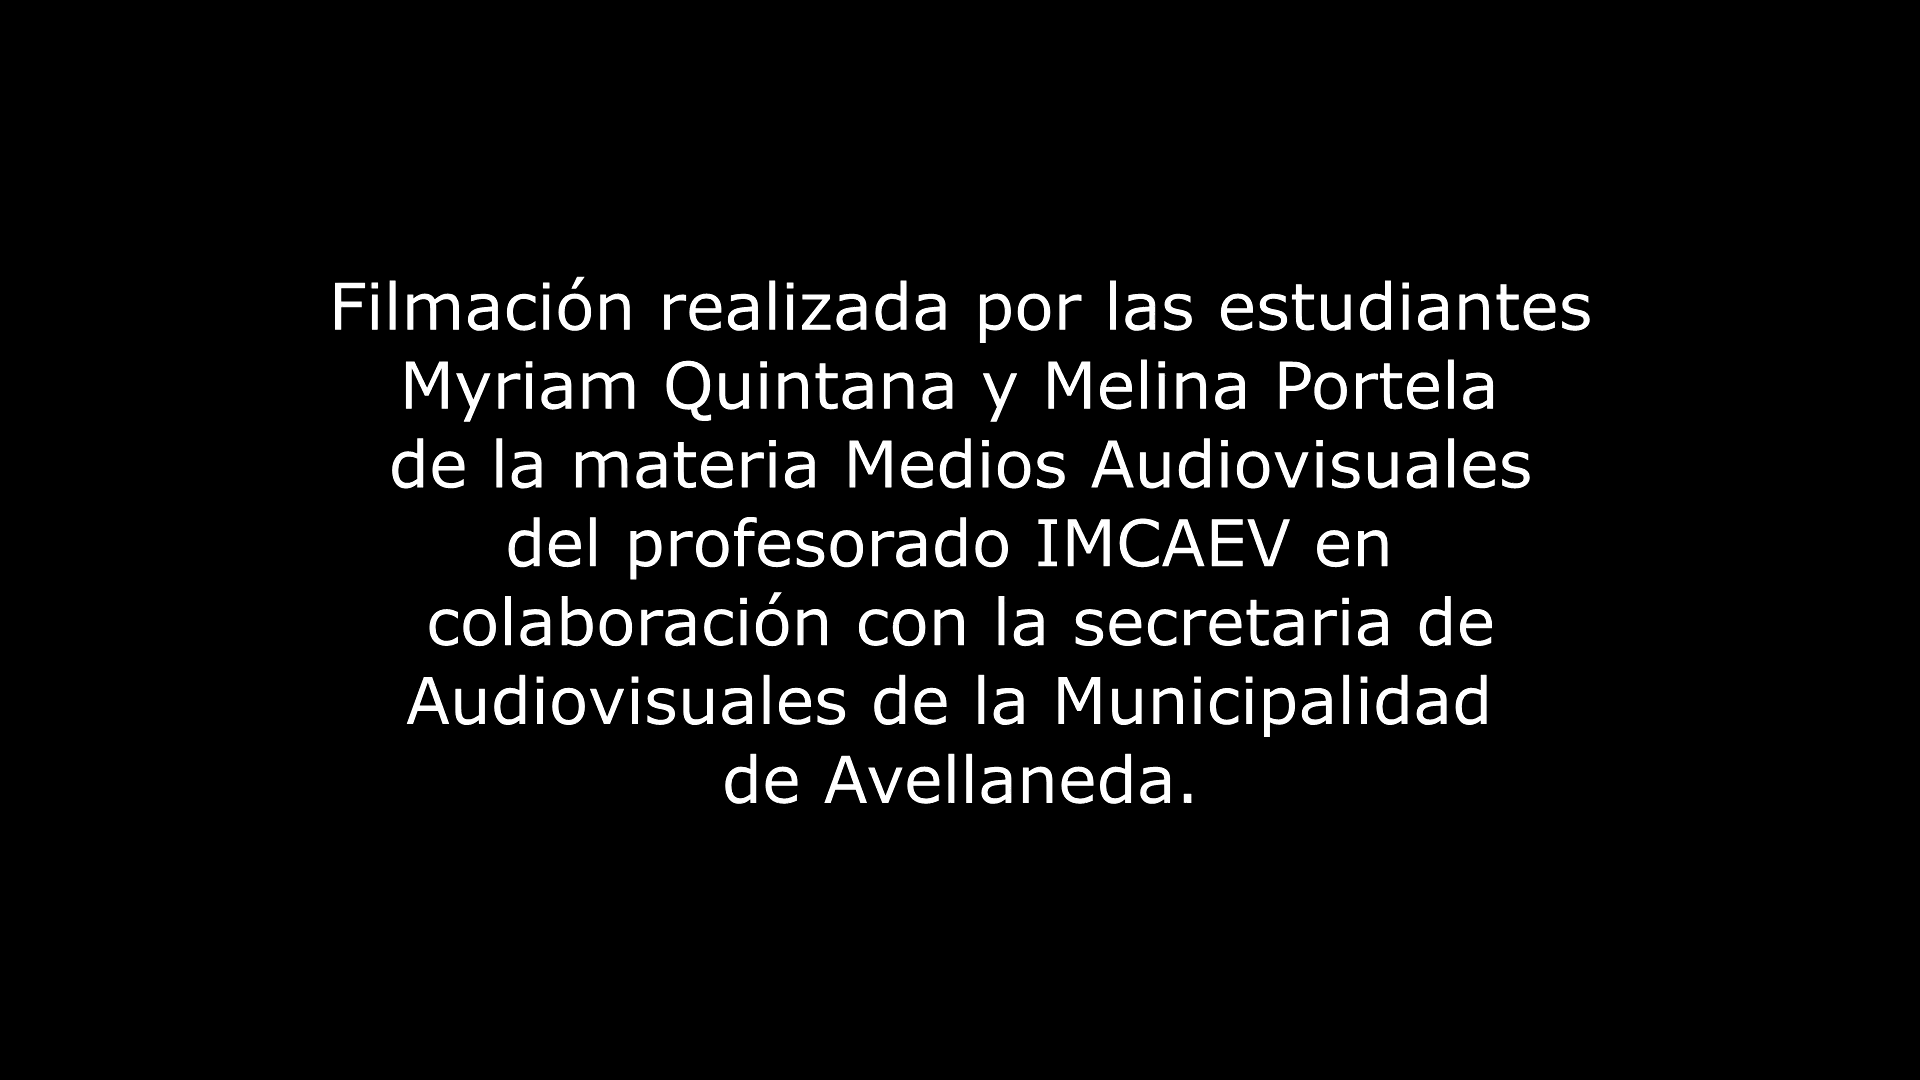 Filmación realizada por las estudiantes
Myriam Quintana y Melina Portela
de la materia Medios Audiovisuales
del profesorado IMCAEV en
colaboración con la secretaria de
Audiovisuales de la Municipalidad
de Avellaneda.